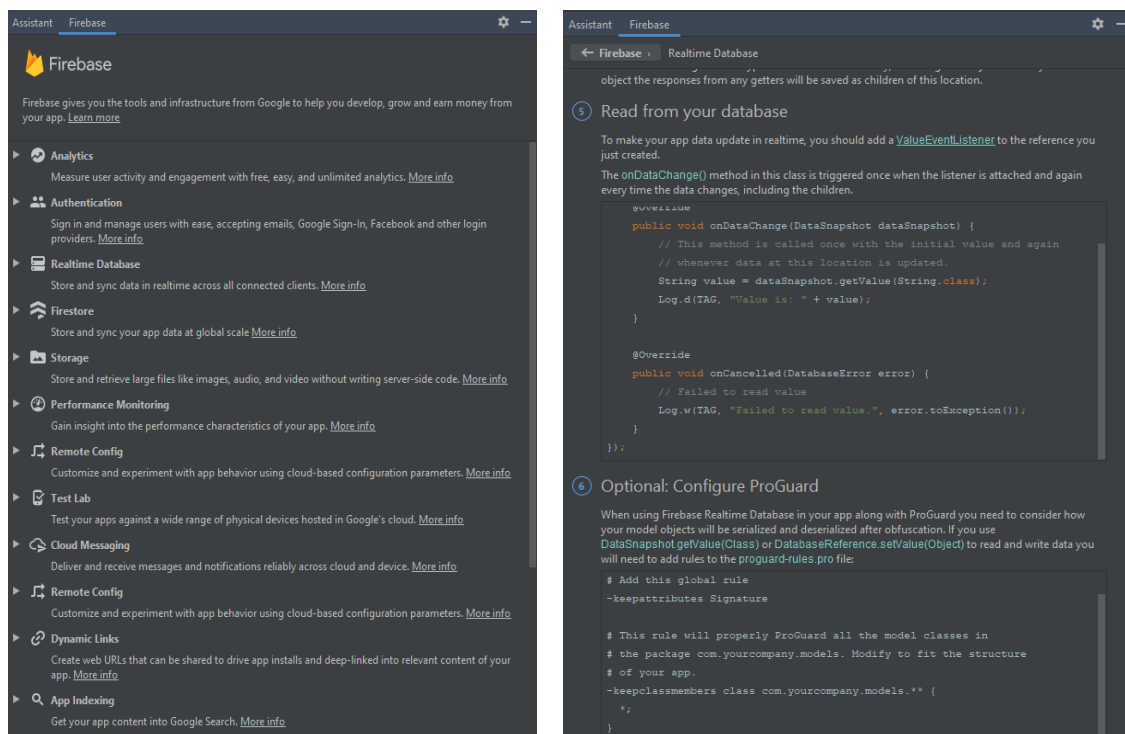 Assistant Firebase
Firebase
Firebase gives you the tools and infrastructure from Google to help you develop, grow and earn money from
your app. Learn more
Analytics
Measure user activity and engagement with free, easy, and unlimited analytics. More info
Authentication
Sign in and manage users with ease, accepting emails, Google Sign-In, Facebook and other login
providers. More info
Realtime Database
Store and sync data in realtime across all connected clients. More info
Firestore
Store and sync your app data at global scale More info
Storage
Store and retrieve large files like images, audio, and video without writing server-side code. More info
Performance Monitoring
Gain insight into the performance characteristics of your app. More info
Remote Config
Customize and experiment with app behavior using cloud-based configuration parameters. More info
Test Lab
Test your apps against a wide range of physical devices hosted in Google's cloud. More info
Cloud Messaging
Deliver and receive messages and notifications reliably across cloud and device. More info
Remote Config
Customize and experiment with app behavior using cloud-based configuration parameters. More info
Dynamic Links
Create web URLs that can be shared to drive app installs and deep-linked into relevant content of your
app. More info
App Indexing
Get your app content into Google Search. More info
Assistant Firebase
← Firebase › Realtime Database
object the responses from any getters will be saved as children of this location.
5 Read from your database
To make your app data update in realtime, you should add a ValueEventListener to the reference you
just created.
The onDataChange() method in this class is triggered once when the listener is attached and again
every time the data changes, including the children.
@Override
public void onDataChange(DataSnapshot dataSnapshot) {
// This method is called once with the initial value and again
// whenever data at this location is updated.
String value = dataSnapshot.getValue(String.class);
Log.d(TAG, "Value is: " + value);
}
@Override
public void onCancelled(DatabaseError error) {
// Failed to read value
Log.w(TAG, "Failed to read value.", error.toException());
}
});
6 Optional: Configure ProGuard
When using Firebase Realtime Database in your app along with ProGuard you need to consider how
your model objects will be serialized and deserialized after obfuscation. If you use
DataSnapshot.getValue(Class) or DatabaseReference.setValue(Object) to read and write data you
will need to add rules to the proguard-rules.pro file:
# Add this global rule
-keepattributes Signature
# This rule will properly ProGuard all the model classes in
# the package com.yourcompany.models. Modify to fit the structure
# of your app.
-keepclassmembers class com.yourcompany.models.** {
*;
}